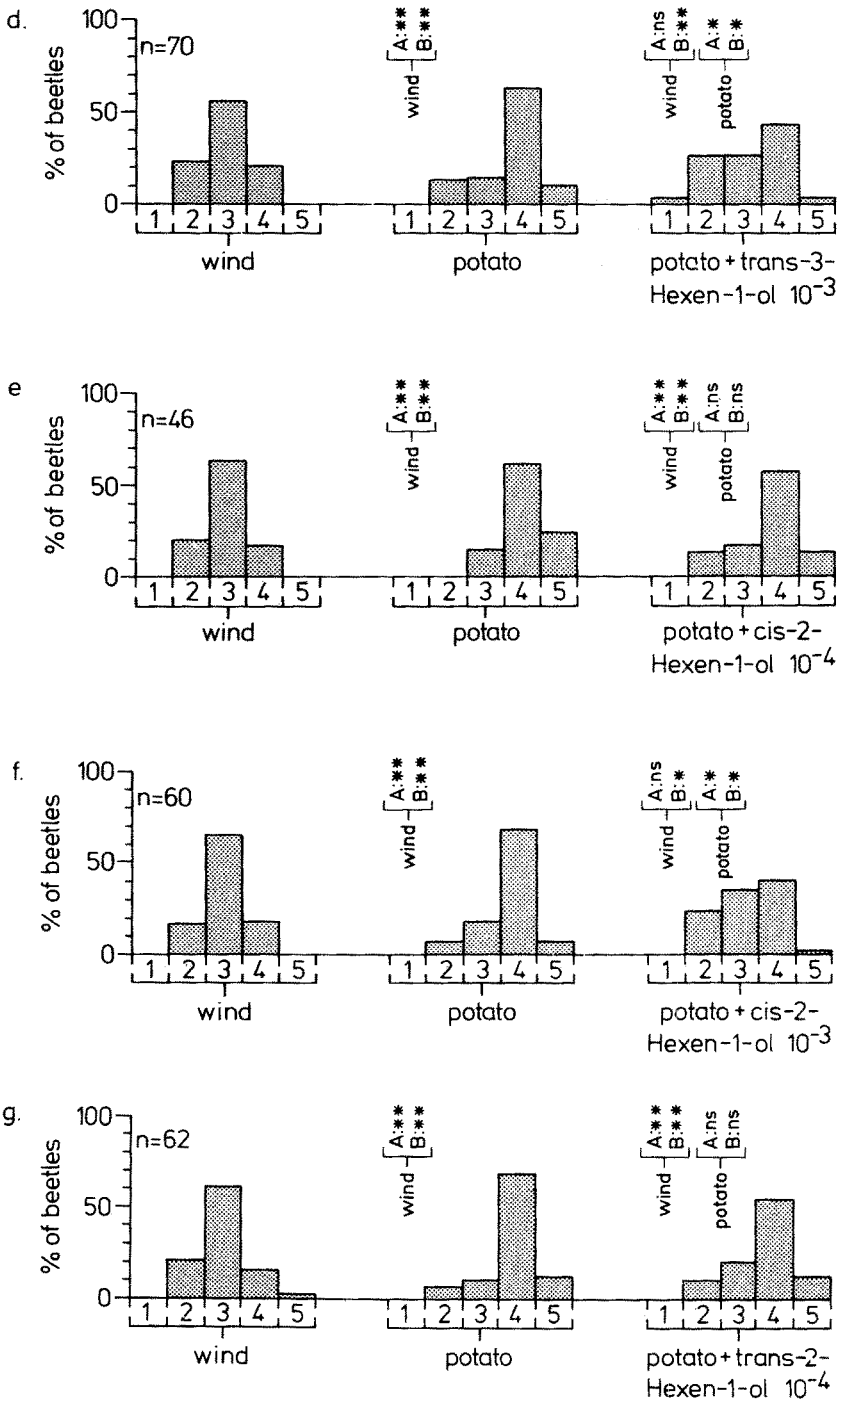 d.
% of beetles
100
50
0
n=70
A:**
B:**
wind
A:ns
B:**
wind
A:*
B:*
potato
1 2 3 4 5
1 2 3 4 5
1 2 3 4 5
wind
potato
potato + trans-3-
Hexen-1-ol 10⁻³
e
% of beetles
100
50
0
n=46
A:**
B:**
wind
A:**
B:**
wind
A:ns
B:ns
potato
1 2 3 4 5
1 2 3 4 5
1 2 3 4 5
wind
potato
potato + cis-2-
Hexen-1-ol 10⁻⁴
f.
% of beetles
100
50
0
n=60
A:**
B:**
wind
A:ns
B:*
wind
A:*
B:*
potato
1 2 3 4 5
1 2 3 4 5
1 2 3 4 5
wind
potato
potato + cis-2-
Hexen-1-ol 10⁻³
g.
% of beetles
100
50
0
n=62
A:**
B:**
wind
A:**
B:**
wind
A:ns
B:ns
potato
1 2 3 4 5
1 2 3 4 5
1 2 3 4 5
wind
potato
potato + trans-2-
Hexen-1-ol 10⁻⁴